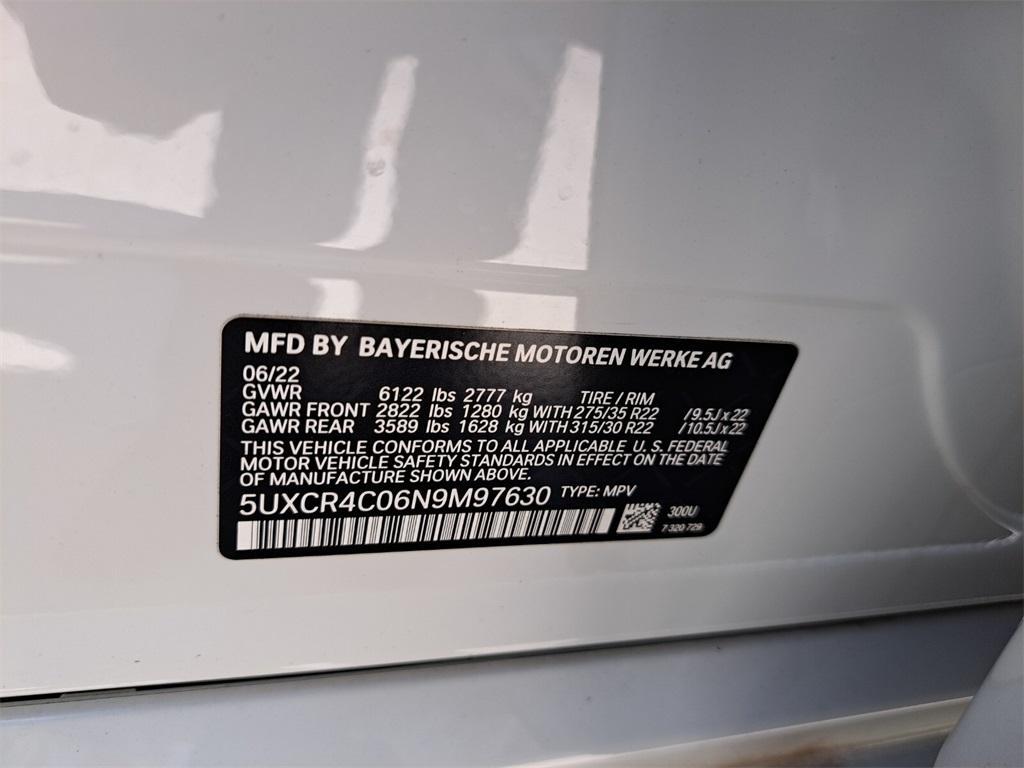 MFD BY BAYERISCHE MOTOREN WERKE AG
06/22
GVWR 6122 lbs 2777 kg TIRE / RIM
GAWR FRONT 2822 lbs 1280 kg WITH 275/35 R22 / 9.5J x 22
GAWR REAR 3589 lbs 1628 kg WITH 315/30 R22 / 10.5J x 22
THIS VEHICLE CONFORMS TO ALL APPLICABLE U. S. FEDERAL
MOTOR VEHICLE SAFETY STANDARDS IN EFFECT ON THE DATE
OF MANUFACTURE SHOWN ABOVE.
5UXCR4C06N9M97630 TYPE: MPV
300U
7 320 729